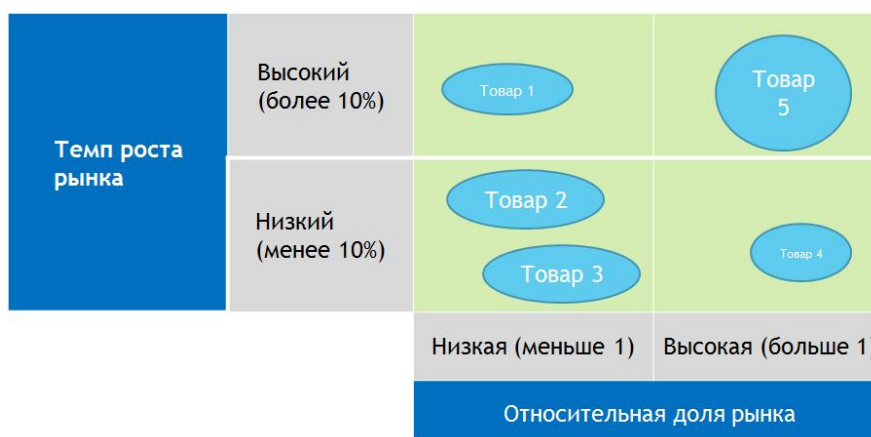 Темп роста
рынка
Высокий
(более 10%)
Товар 1
Товар
5
Низкий
(менее 10%)
Товар 2
Товар 3
Товар 4
Низкая (меньше 1)
Высокая (больше 1)
Относительная доля рынка